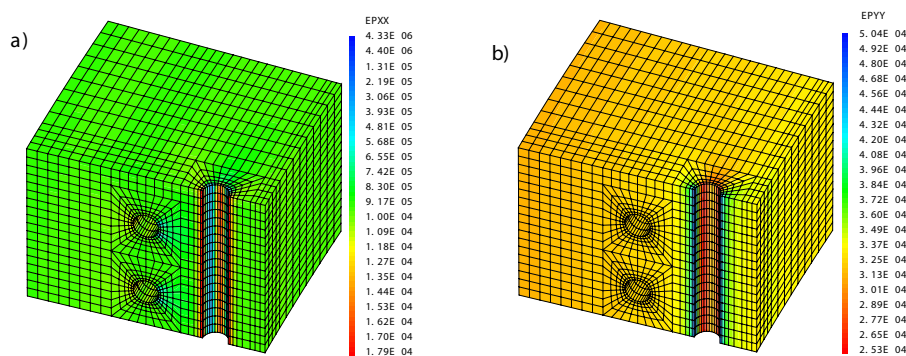 EPXX
a)
4.33E 06
4.40E 06
1.31E 05
2.19E 05
3.06E 05
3.93E 05
4.81E 05
5.68E 05
6.55E 05
7.42E 05
8.30E 05
9.17E 05
1.00E 04
1.09E 04
1.18E 04
1.27E 04
1.35E 04
1.44E 04
1.53E 04
1.62E 04
1.70E 04
1.79E 04
EPYY
b)
5.04E 04
4.92E 04
4.80E 04
4.68E 04
4.56E 04
4.44E 04
4.32E 04
4.20E 04
4.08E 04
3.96E 04
3.84E 04
3.72E 04
3.60E 04
3.49E 04
3.37E 04
3.25E 04
3.13E 04
3.01E 04
2.89E 04
2.77E 04
2.65E 04
2.53E 04